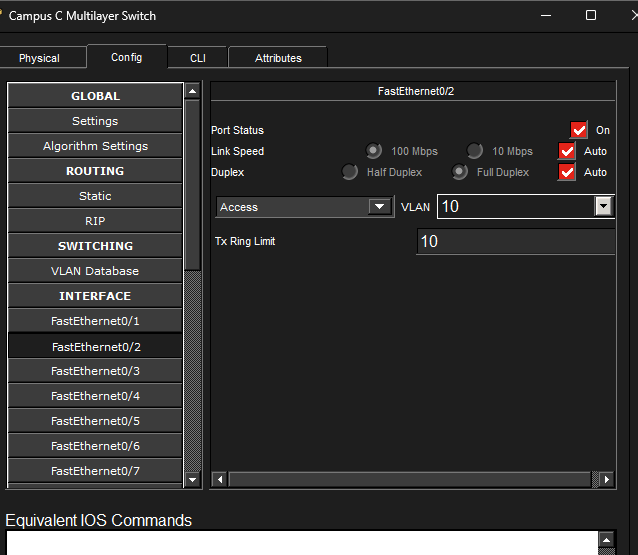 Campus C Multilayer Switch
Physical Config CLI Attributes
GLOBAL
Settings
Algorithm Settings
ROUTING
Static
RIP
SWITCHING
VLAN Database
INTERFACE
FastEthernet0/1
FastEthernet0/2
FastEthernet0/3
FastEthernet0/4
FastEthernet0/5
FastEthernet0/6
FastEthernet0/7
FastEthernet0/2
Port Status On
Link Speed 100 Mbps 10 Mbps Auto
Duplex Half Duplex Full Duplex Auto
Access VLAN 10
Tx Ring Limit 10
Equivalent IOS Commands